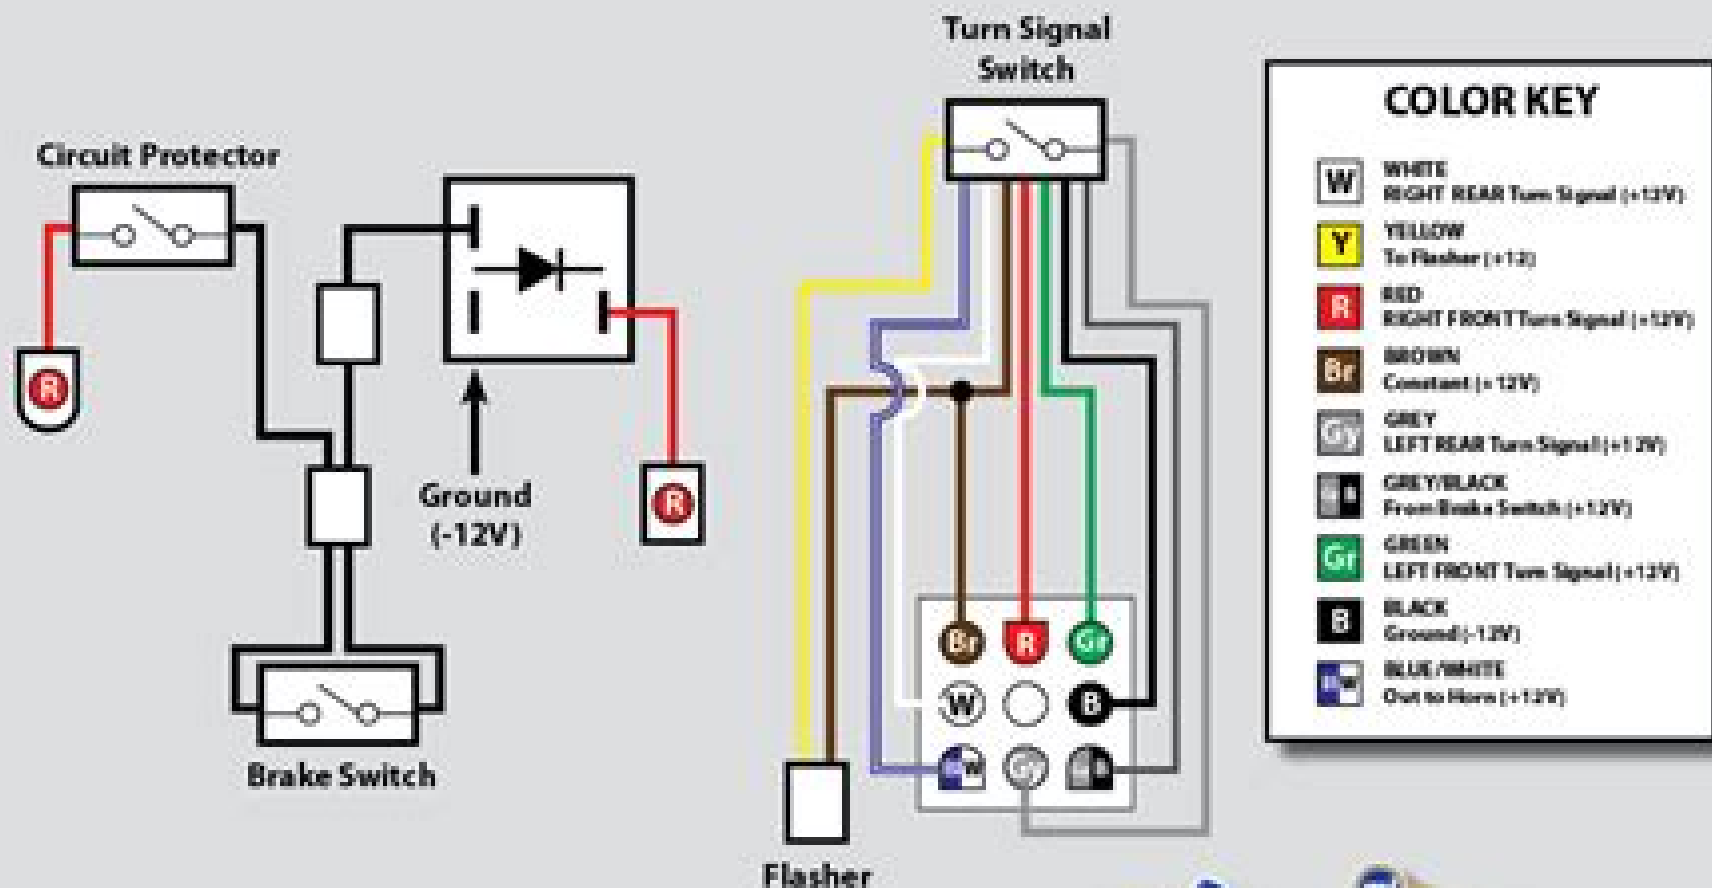 Turn Signal
Switch
Circuit Protector
R
Ground
(-12V)
R
Brake Switch
Br
R
Gr
W
B
W
Gy
B
Flasher
COLOR KEY
W
WHITE
RIGHT REAR Turn Signal (+12V)
Y
YELLOW
To Flasher (+12)
R
RED
RIGHT FRONT Turn Signal (+12V)
Br
BROWN
Constant (+12V)
Gy
GREY
LEFT REAR Turn Signal (+12V)
B
GREY/BLACK
From Brake Switch (+12V)
Gr
GREEN
LEFT FRONT Turn Signal (+12V)
B
BLACK
Ground (-12V)
W
BLUE/WHITE
Out to Horn (+12V)